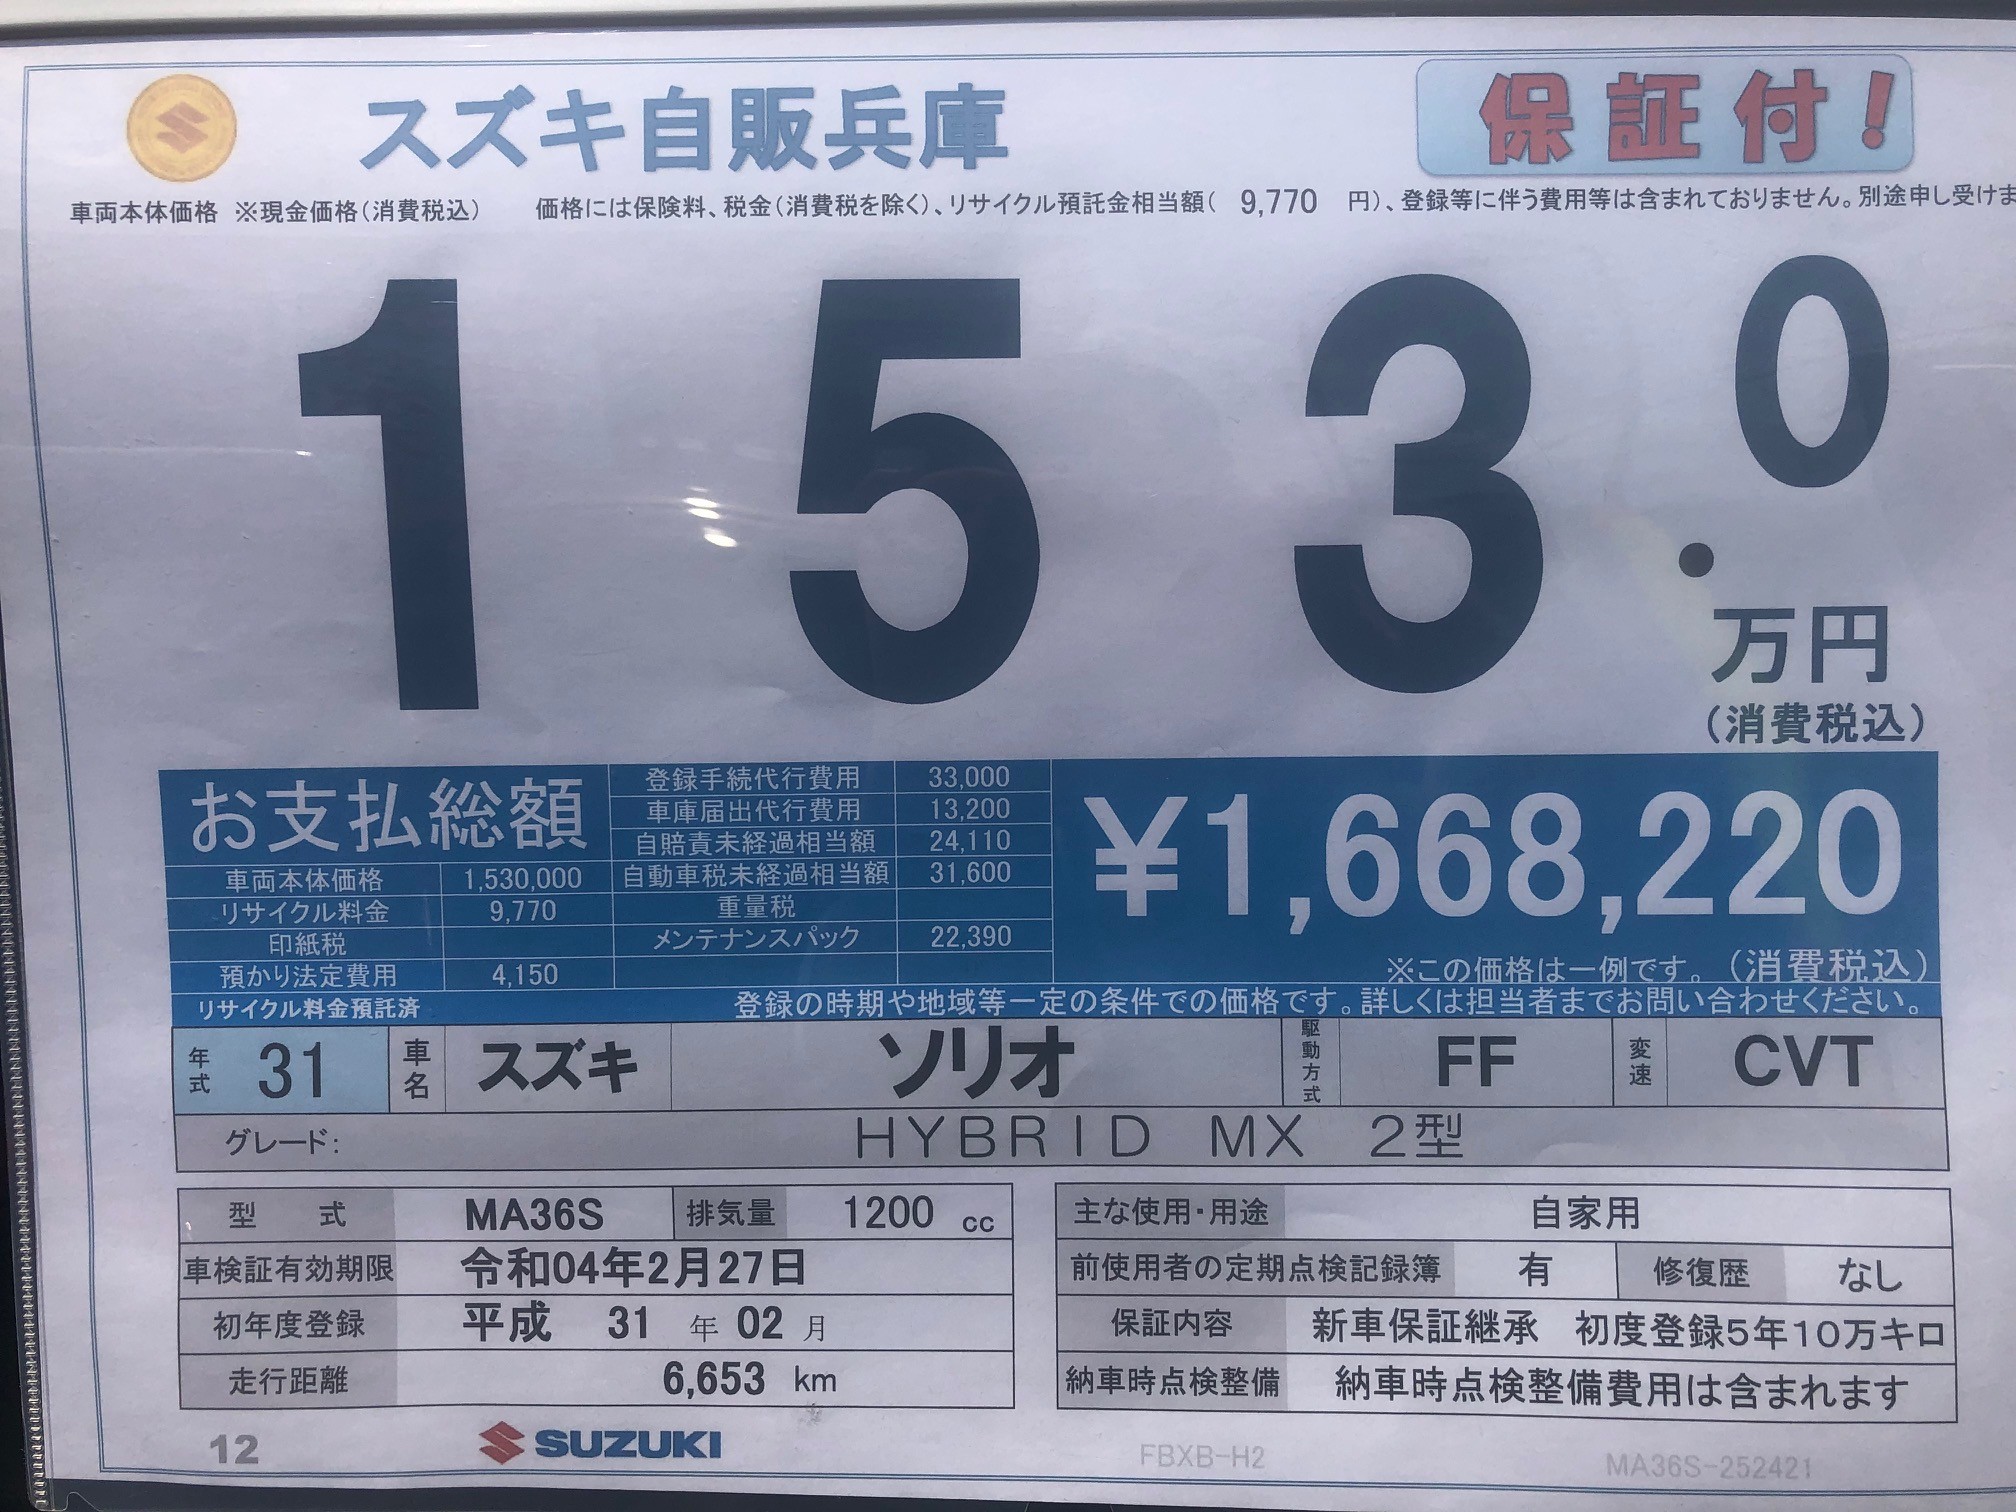 スズキ自販兵庫
保証付！
車両本体価格 ※現金価格（消費税込） 価格には保険料、税金（消費税を除く）、リサイクル預託金相当額（ 9,770 円）、登録等に伴う費用等は含まれておりません。別途申し受けま
153.0
万円
（消費税込）
お支払総額
登録手続代行費用 33,000
車庫届出代行費用 13,200
自賠責未経過相当額 24,110
車両本体価格 1,530,000 自動車税未経過相当額 31,600
リサイクル料金 9,770 重量税
印紙税 メンテナンスパック 22,390
預かり法定費用 4,150
¥1,668,220
※この価格は一例です。（消費税込）
リサイクル料金預託済 登録の時期や地域等一定の条件での価格です。詳しくは担当者までお問い合わせください。
年式 31 車名 スズキ ソリオ 駆動方式 FF 変速 CVT
グレード： HYBRID MX 2型
型 式 MA36S 排気量 1200 cc
車検証有効期限 令和04年2月27日
初年度登録 平成 31 年 02 月
走行距離 6,653 km
主な使用・用途 自家用
前使用者の定期点検記録簿 有 修復歴 なし
保証内容 新車保証継承 初度登録5年10万キロ
納車時点検整備 納車時点検整備費用は含まれます
12 SUZUKI FBXB-H2 MA36S-252421